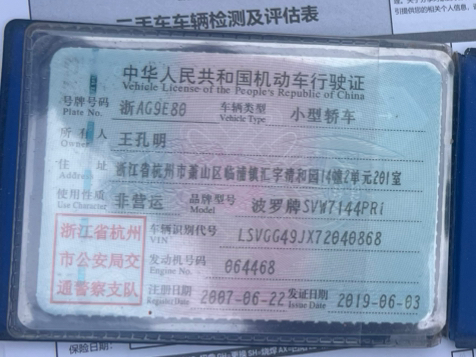 二手车车辆检测及评估表
中华人民共和国机动车行驶证
Vehicle License of the People's Republic of China
号牌号码 浙AG9E80 车辆类型 小型轿车
Plate No. Vehicle Type
所有人 王孔明
Owner
住址 浙江省杭州市萧山区临浦镇汇宇靖和园14幢2单元201室
Address
使用性质 非营运 品牌型号 波罗牌SVW7144PRi
Use Character Model
浙江省杭州
市公安局交
通警察支队
车辆识别代号 LSVGG49JX72040868
VIN
发动机号码 064468
Engine No.
注册日期 2007-06-22 发证日期 2019-06-03
Register Date Issue Date
保险日期